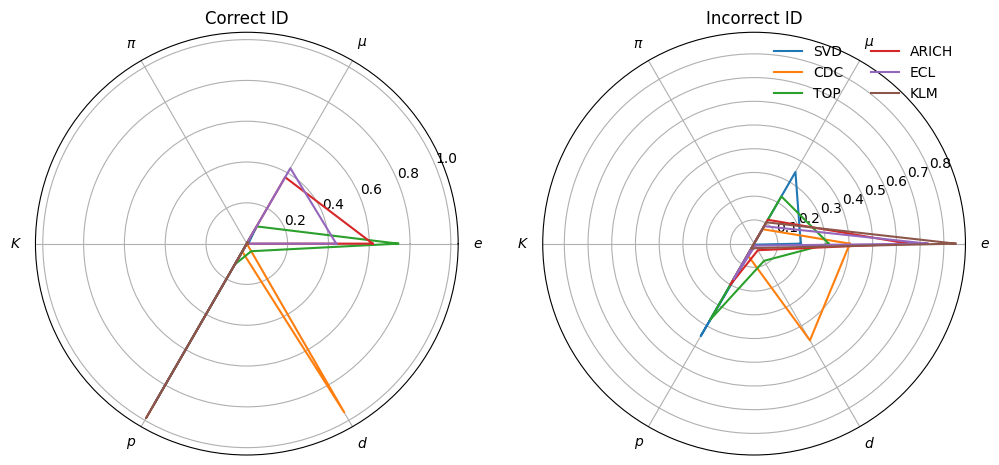 Correct ID
π
μ
1.0
0.8
0.6
0.4
0.2
K
e
p
d
Incorrect ID
π
μ
SVD
CDC
TOP
ARICH
ECL
KLM
0.8
0.7
0.6
0.5
0.4
0.3
0.2
0.1
K
e
p
d